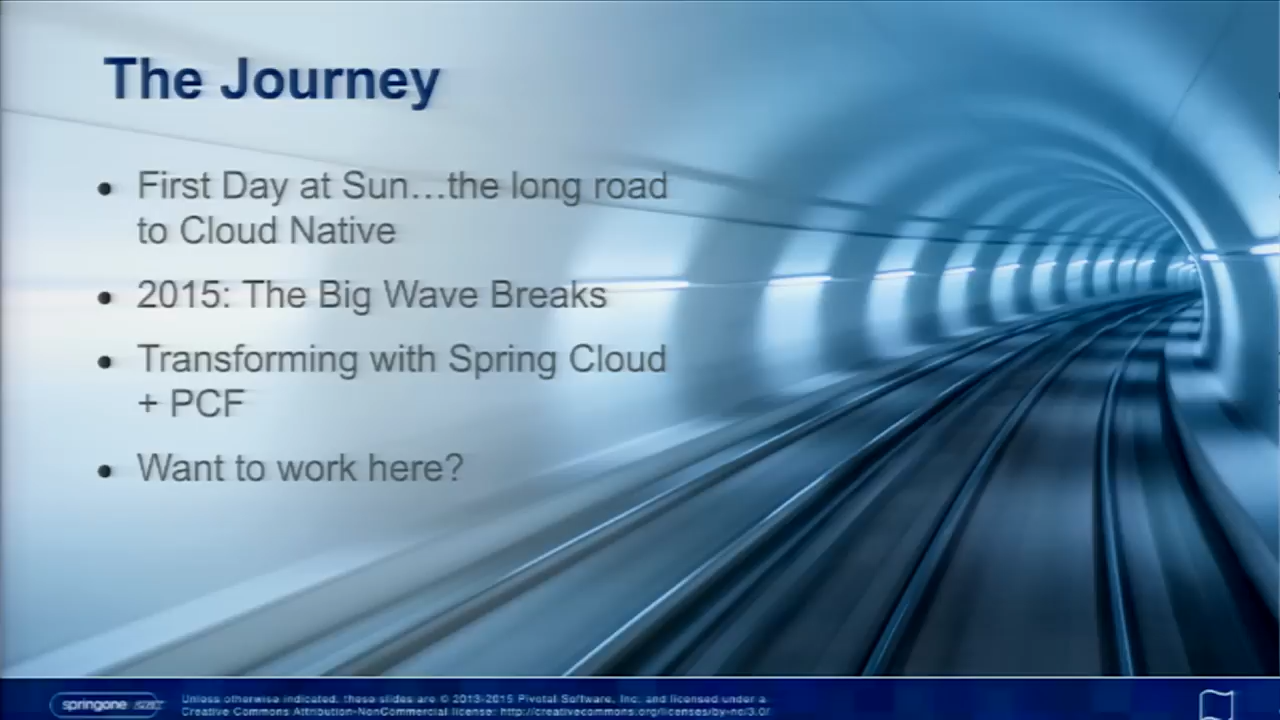 The Journey
First Day at Sun...the long road
to Cloud Native
2015: The Big Wave Breaks
Transforming with Spring Cloud
+ PCF
Want to work here?
springone
Unless otherwise indicated, these slides are © 2013-2015 Pivotal Software, Inc. and licensed under a
Creative Commons Attribution-NonCommercial license: http://creativecommons.org/licenses/by-nc/3.0/